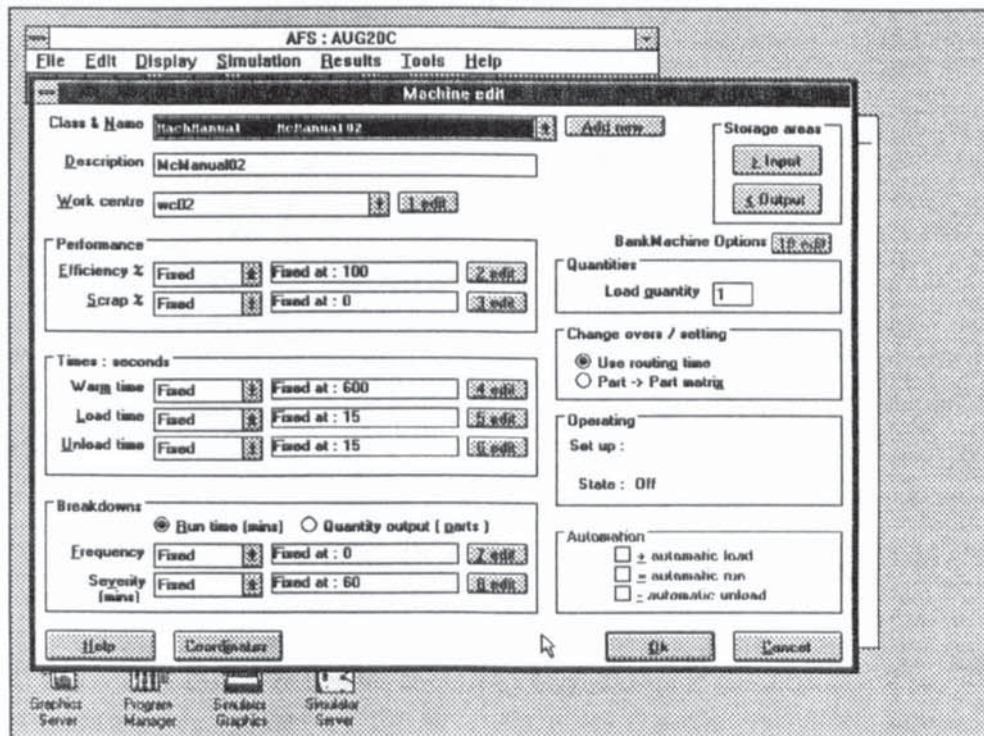 AFS : AUG20C
File Edit Display Simulation Results Tools Help
Machine edit
Class & Name MachManual McManual02 Add new
Description McManual02
Work centre wc02 1 edit
Storage areas
> Input
< Output
BankMachine Options 10 edit
Performance
Efficiency % Fixed Fixed at : 100 2 edit
Scrap % Fixed Fixed at : 0 3 edit
Quantities
Load quantity 1
Change overs / setting
Use routing time
Part -> Part matrix
Times : seconds
Warm time Fixed Fixed at : 600 4 edit
Load time Fixed Fixed at : 15 5 edit
Unload time Fixed Fixed at : 15 6 edit
Operating
Set up :
State : Off
Breakdowns
Run time (mins) Quantity output ( parts )
Frequency Fixed Fixed at : 0 7 edit
Severity (mins) Fixed Fixed at : 60 8 edit
Automation
+ automatic load
= automatic run
- automatic unload
Help Coordinates Ok Cancel
Graphics Server
Program Manager
Simulator Graphics
Simulator Server